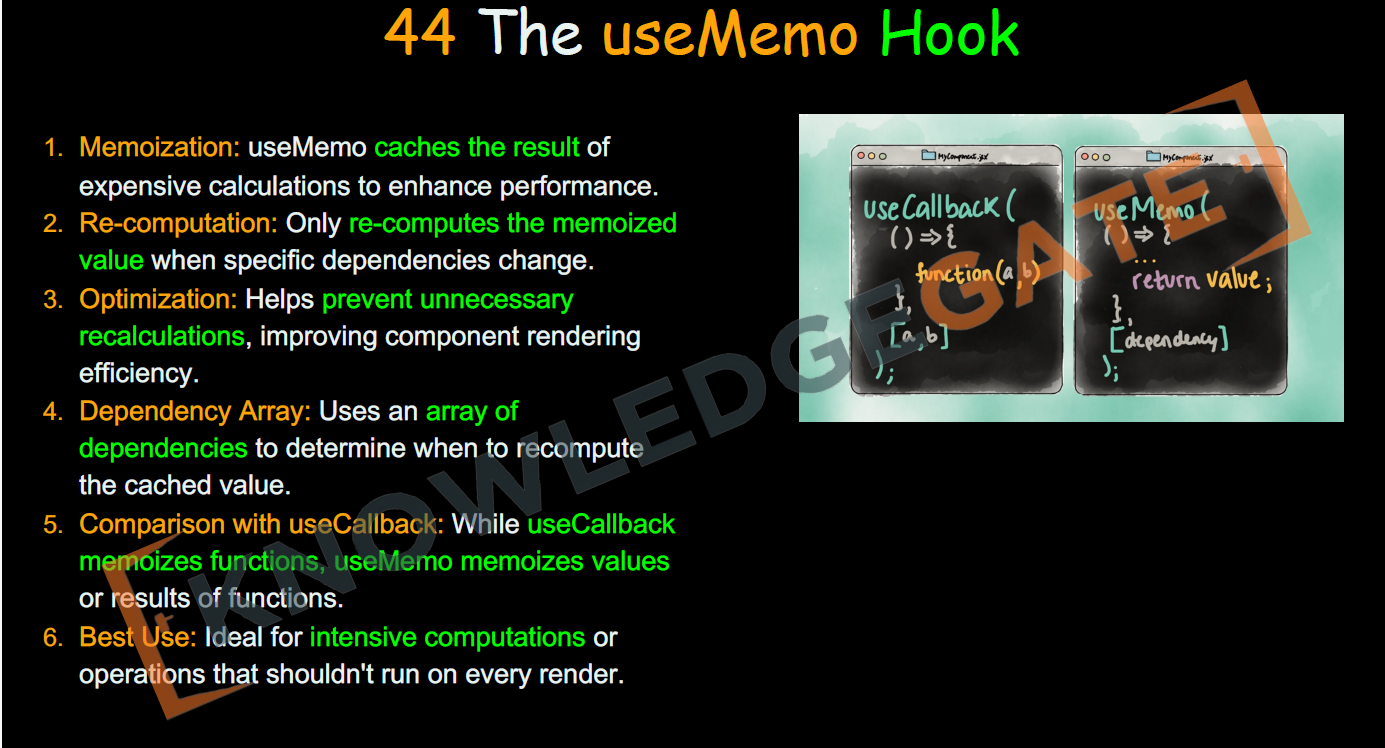 44 The useMemo Hook
1. Memoization: useMemo caches the result of
expensive calculations to enhance performance.
2. Re-computation: Only re-computes the memoized
value when specific dependencies change.
3. Optimization: Helps prevent unnecessary
recalculations, improving component rendering
efficiency.
4. Dependency Array: Uses an array of
dependencies to determine when to recompute
the cached value.
5. Comparison with useCallback: While useCallback
memoizes functions, useMemo memoizes values
or results of functions.
6. Best Use: Ideal for intensive computations or
operations that shouldn't run on every render.
MyComponent.jsx
useCallback(
() => {
function(a,b)
},
[a,b]
);
MyComponent.jsx
useMemo(
() => {
...
return value;
},
[dependency]
);
KNOWLEDGEGATE